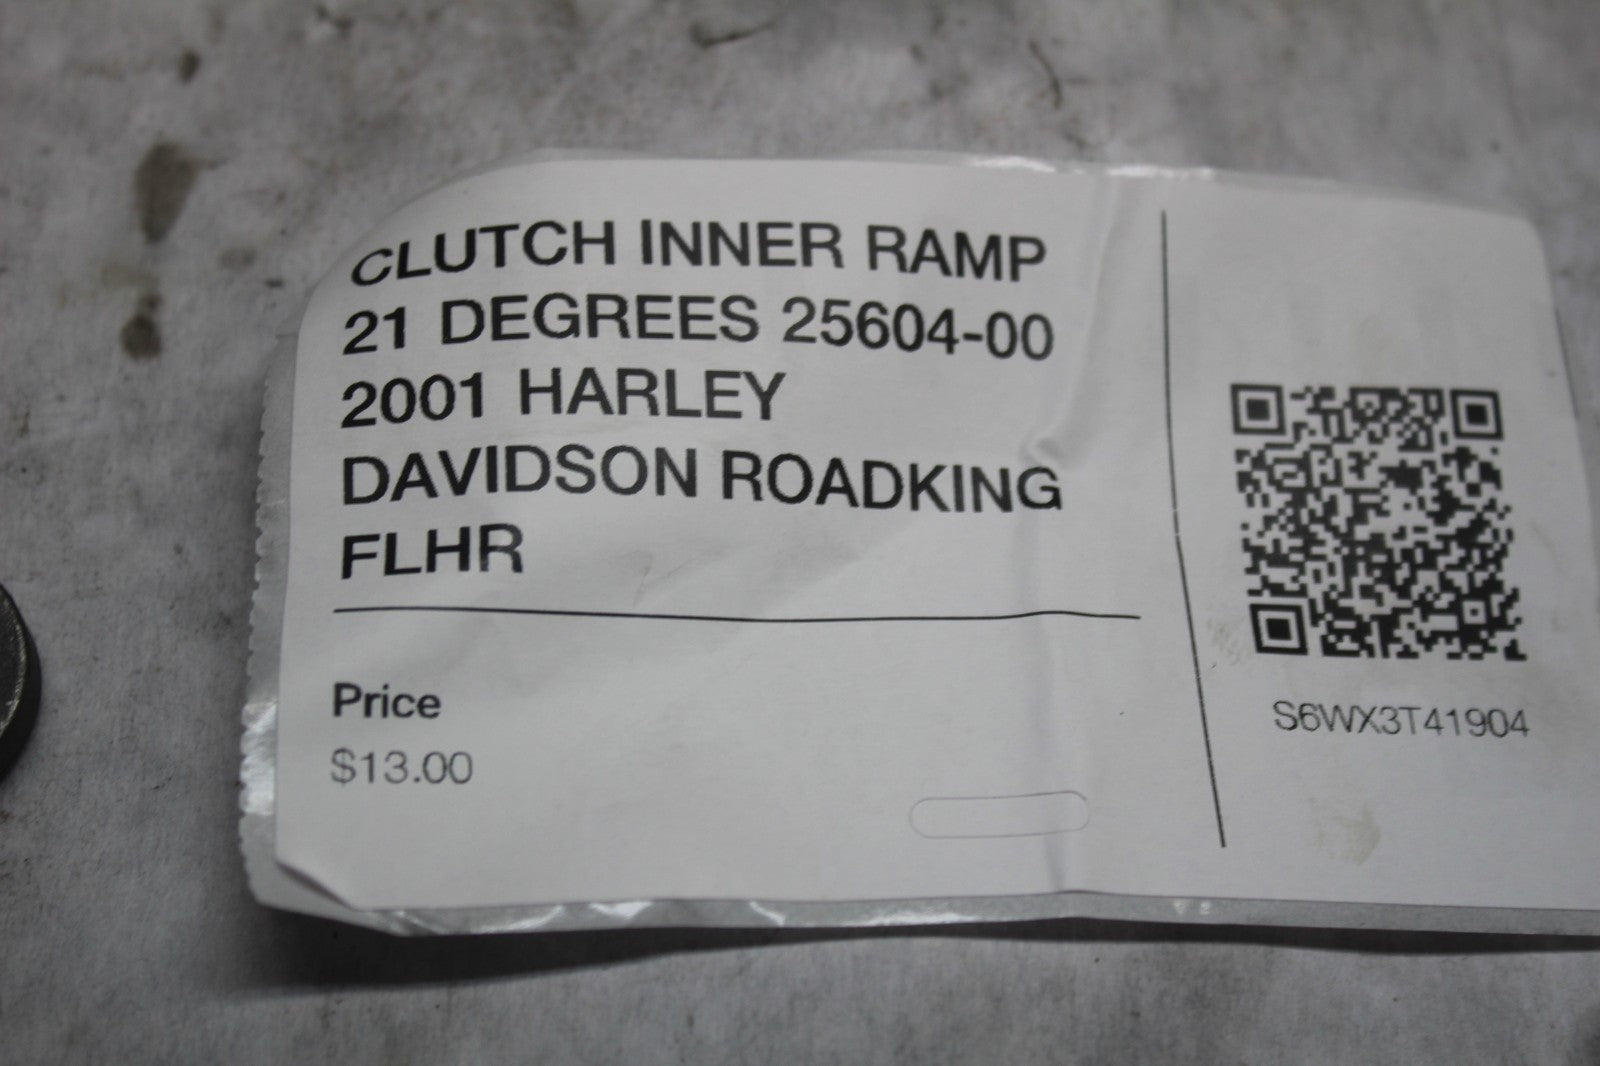 CLUTCH INNER RAMP
21 DEGREES 25604-00
2001 HARLEY
DAVIDSON ROADKING
FLHR
Price
$13.00
S6WX3T41904